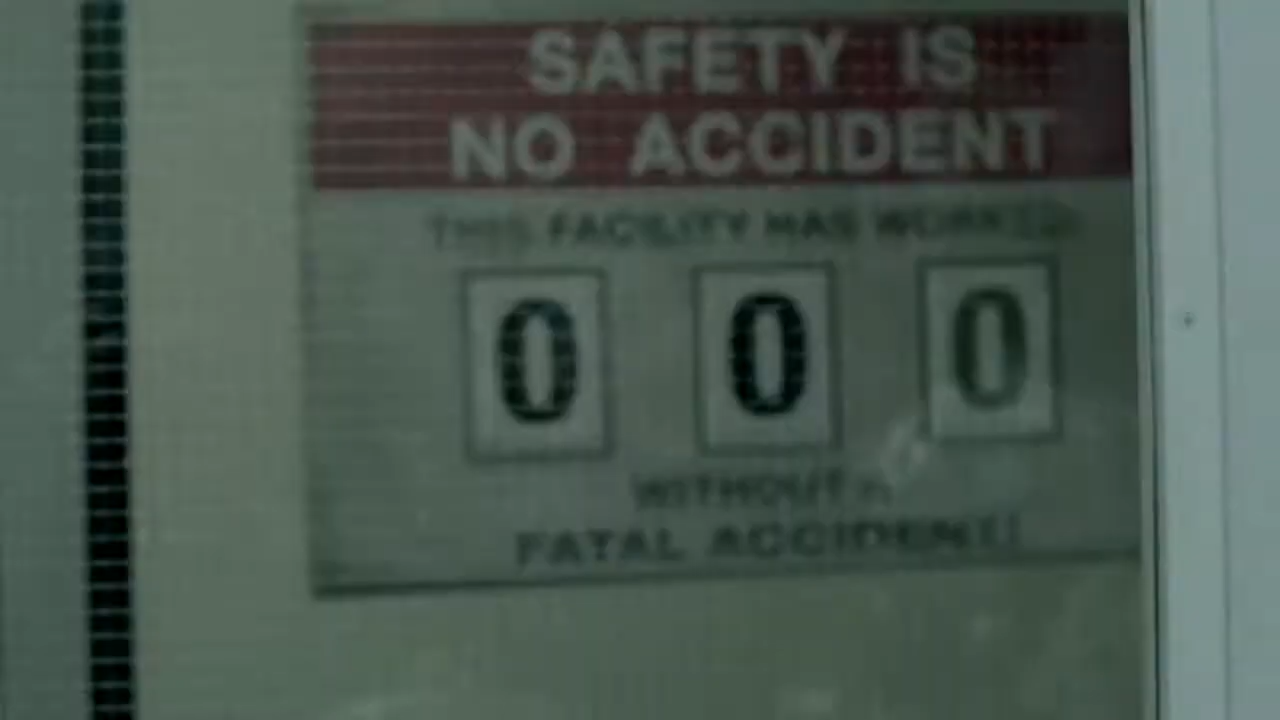 SAFETY IS
NO ACCIDENT
THIS FACILITY HAS WORKED
0 0 0
WITHOUT A
FATAL ACCIDENT!